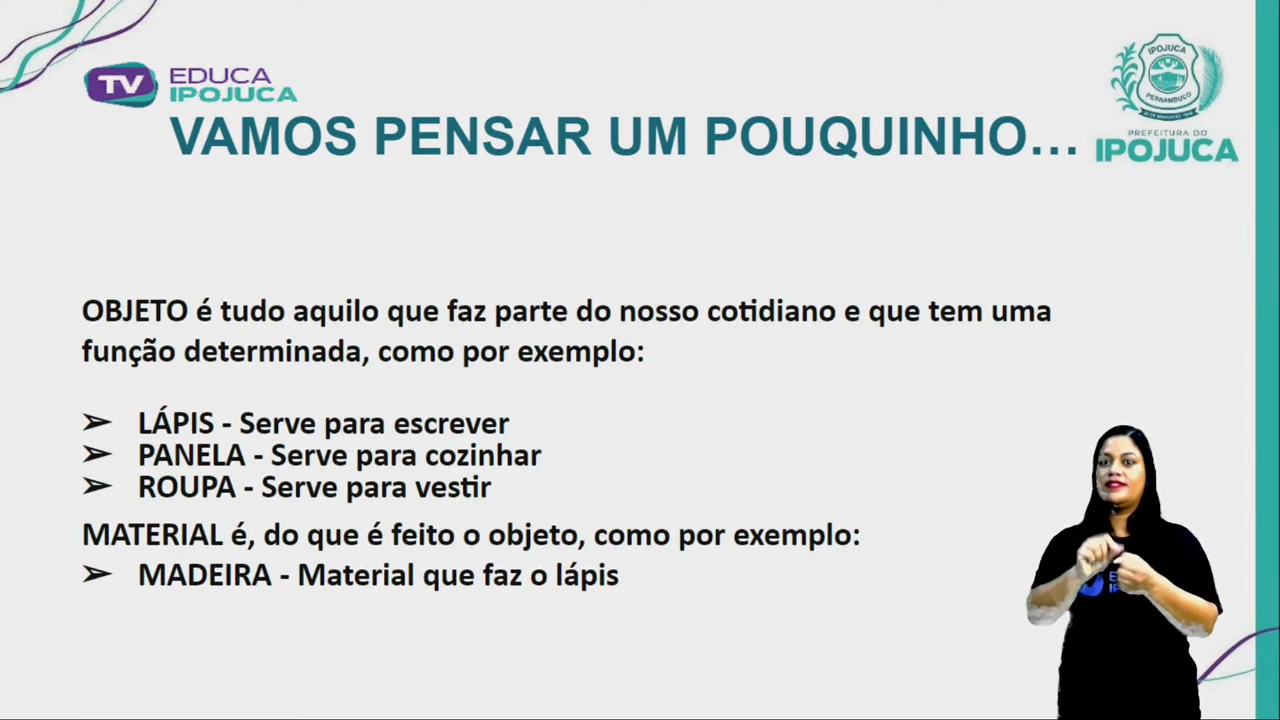 TV EDUCA
IPOJUCA
IPOJUCA
PERNAMBUCO
PREFEITURA DO
IPOJUCA
VAMOS PENSAR UM POUQUINHO...
OBJETO é tudo aquilo que faz parte do nosso cotidiano e que tem uma
função determinada, como por exemplo:
➢ LÁPIS - Serve para escrever
➢ PANELA - Serve para cozinhar
➢ ROUPA - Serve para vestir
MATERIAL é, do que é feito o objeto, como por exemplo:
➢ MADEIRA - Material que faz o lápis